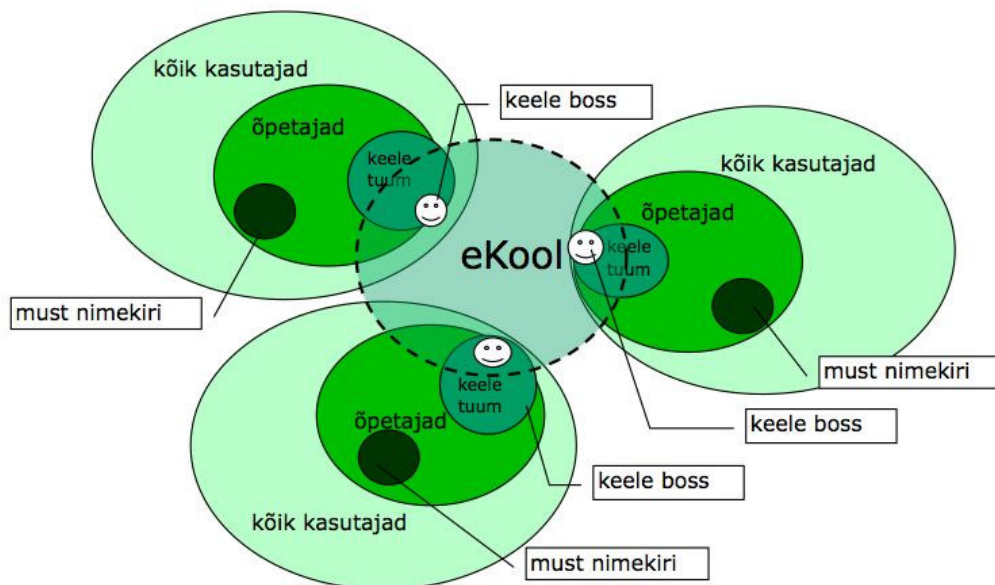 kõik kasutajad
õpetajad
keele
tuum
keele boss
must nimekiri
eKool
kõik kasutajad
õpetajad
keele
tuum
must nimekiri
keele boss
keele
tuum
õpetajad
keele boss
kõik kasutajad
must nimekiri